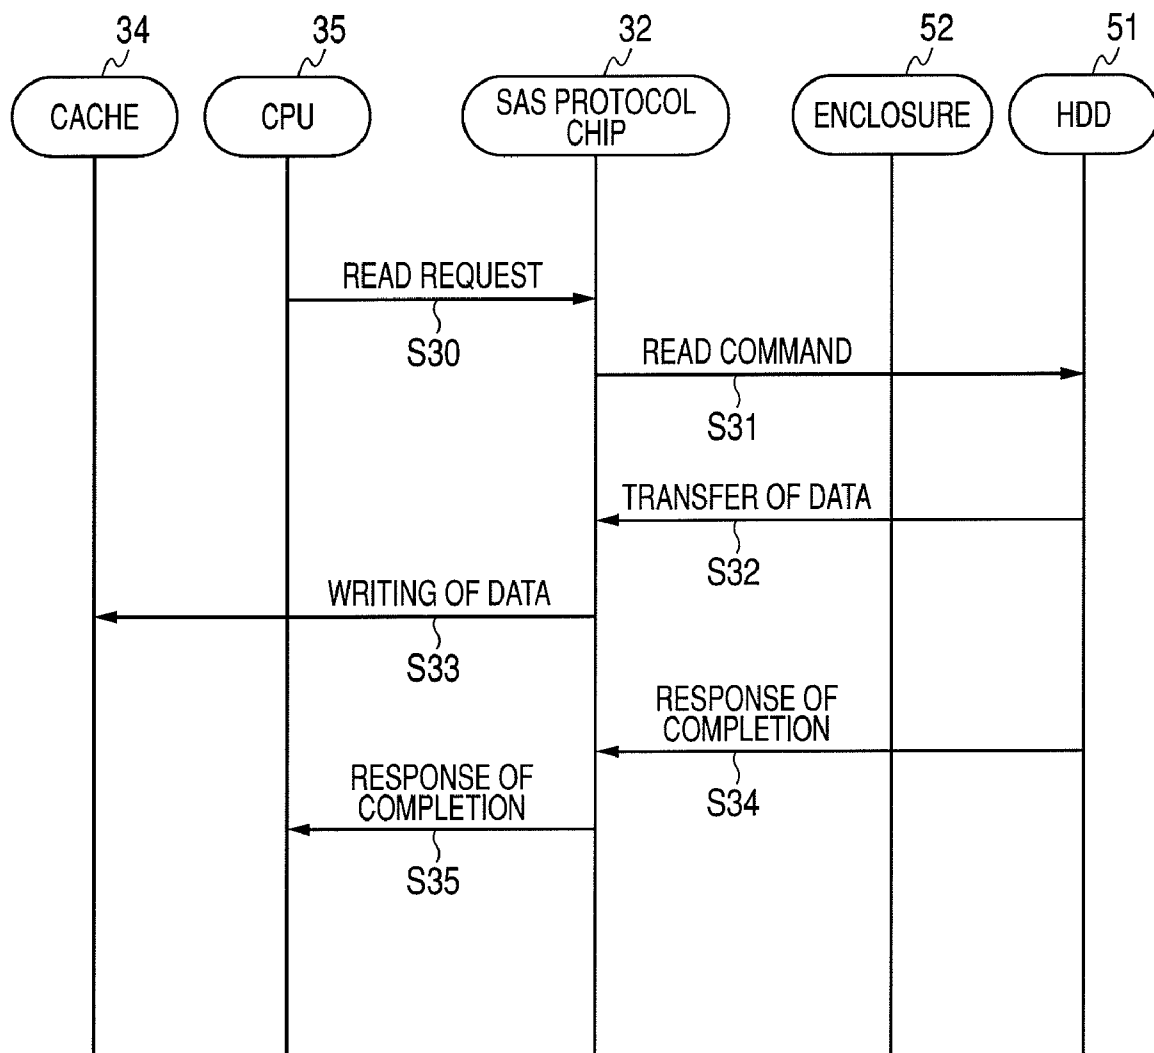 34
35
32
52
51
CACHE
CPU
SAS PROTOCOL
CHIP
ENCLOSURE
HDD
READ REQUEST
S30
READ COMMAND
S31
TRANSFER OF DATA
S32
WRITING OF DATA
S33
RESPONSE OF
COMPLETION
S34
RESPONSE OF
COMPLETION
S35